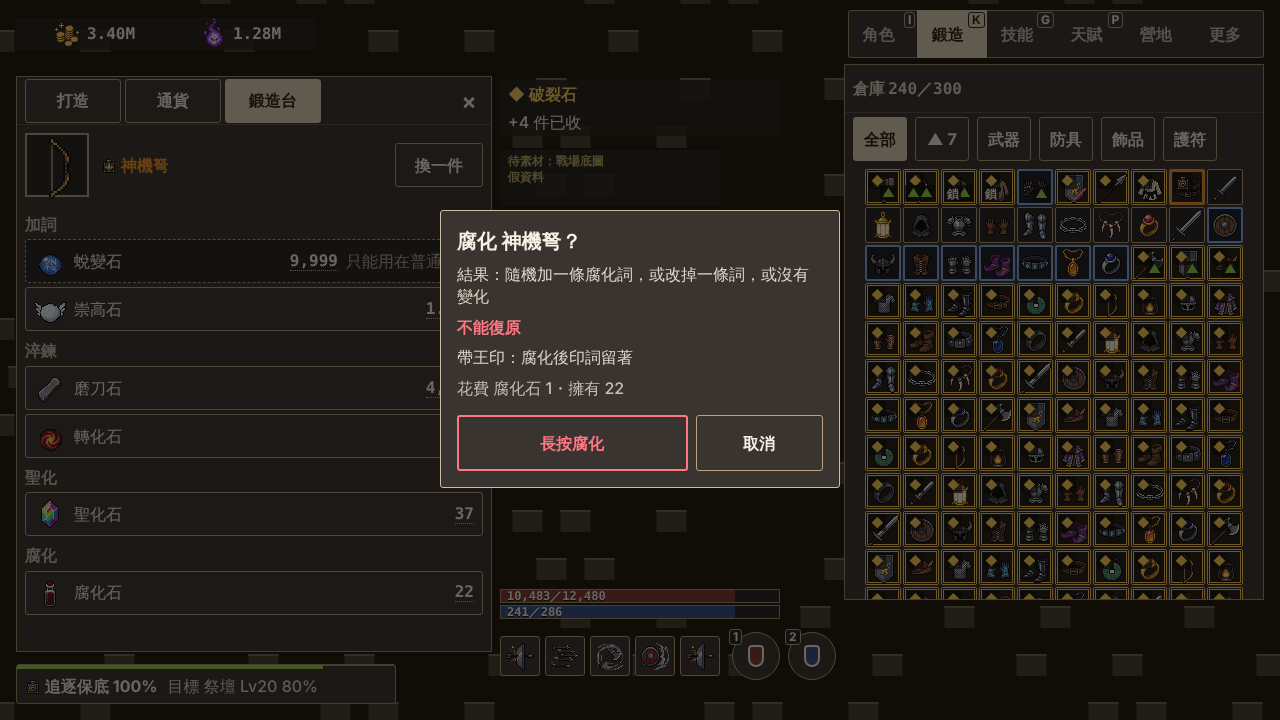 3.40M
1.28M
角色 I
鍛造 K
技能 G
天賦 P
營地
更多
打造
通貨
鍛造台
×
神機弩
換一件
加詞
蛻變石
9,999 只能用在普通
崇高石
1.
淬鍊
磨刀石
4,
轉化石
聖化
聖化石
37
腐化
腐化石
22
破裂石
+4 件已收
待素材：戰場底圖
假資料
腐化 神機弩？
結果：隨機加一條腐化詞，或改掉一條詞，或沒有
變化
不能復原
帶王印：腐化後印詞留著
花費 腐化石 1 · 擁有 22
長按腐化
取消
倉庫 240／300
全部
▲ 7
武器
防具
飾品
護符
鎖
鎖
10,483／12,480
241／286
1
2
追逐保底 100% 目標 祭壇 Lv20 80%